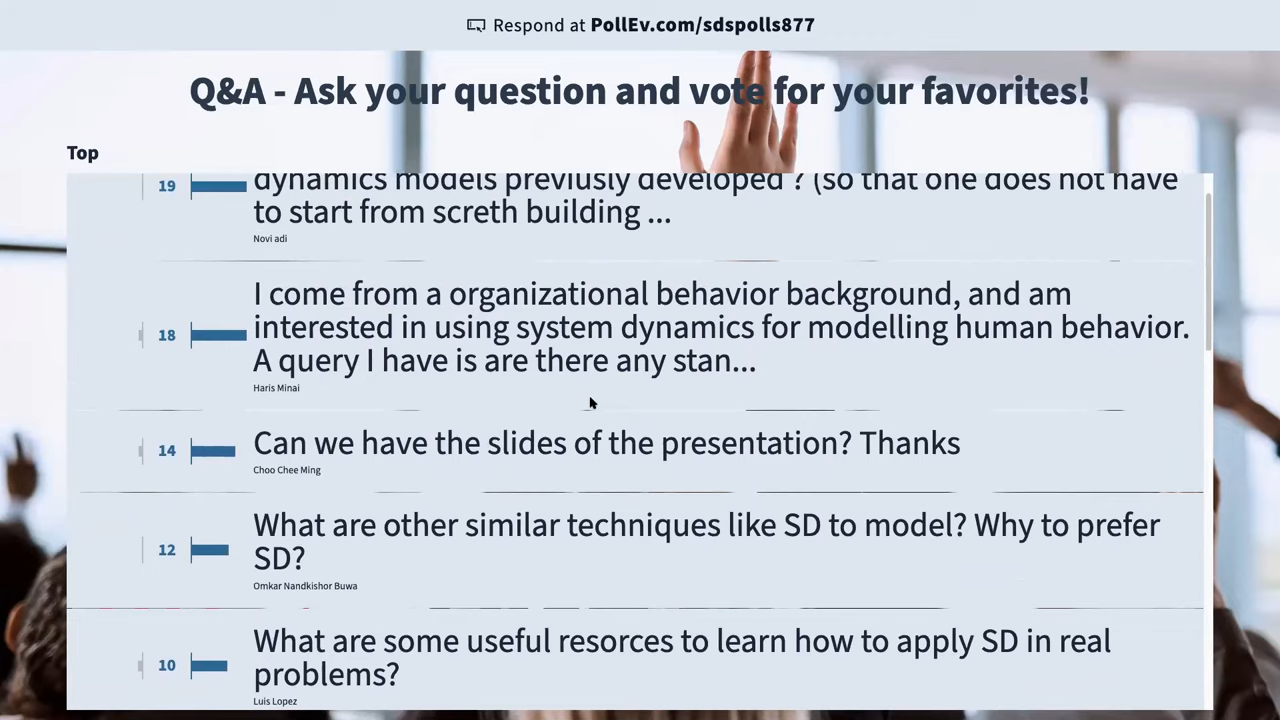 Respond at PollEv.com/sdspolls877
Q&A - Ask your question and vote for your favorites!
Top
19
dynamics models previusly developed ? (so that one does not have
to start from screth building ...
Novi adi
I come from a organizational behavior background, and am
interested in using system dynamics for modelling human behavior.
18
A query I have is are there any stan...
Haris Minai
14
Can we have the slides of the presentation? Thanks
Choo Chee Ming
What are other similar techniques like SD to model? Why to prefer
12
SD?
Omkar Nandkishor Buwa
What are some useful resorces to learn how to apply SD in real
10
problems?
Luis Lopez